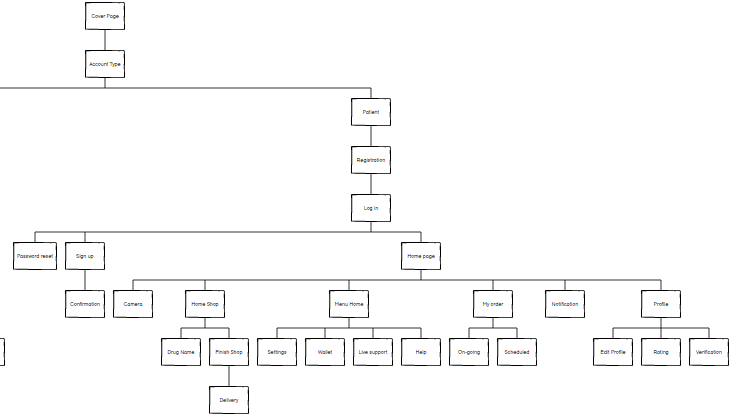 Cover Page
Account Type
Patient
Registration
Log in
Password reset
Sign up
Home page
Confirmation
Camera
Home Shop
Menu Home
My order
Notification
Profile
Drug Name
Finish Shop
Settings
Wallet
Live support
Help
On-going
Scheduled
Edit Profile
Rating
Verification
Delivery